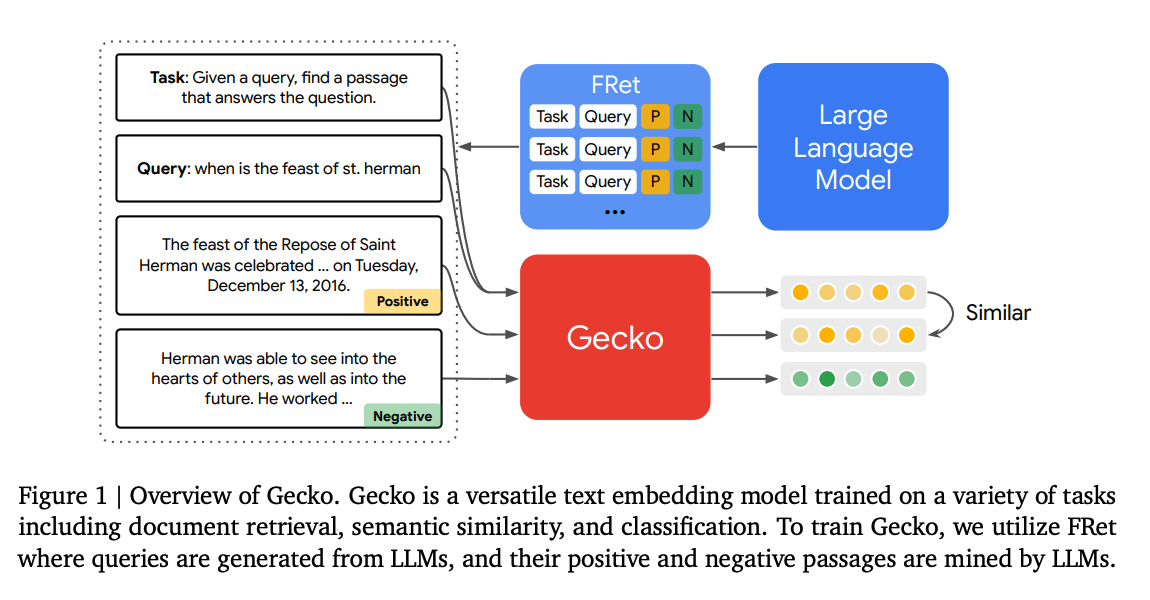 Task: Given a query, find a passage
that answers the question.
Query: when is the feast of st. herman
The feast of the Repose of Saint
Herman was celebrated ... on Tuesday,
December 13, 2016.
Positive
Herman was able to see into the
hearts of others, as well as into the
future. He worked ...
Negative
FRet
Task Query P N
Task Query P N
Task Query P N
...
Large
Language
Model
Gecko
Similar
Figure 1 | Overview of Gecko. Gecko is a versatile text embedding model trained on a variety of tasks
including document retrieval, semantic similarity, and classification. To train Gecko, we utilize FRet
where queries are generated from LLMs, and their positive and negative passages are mined by LLMs.